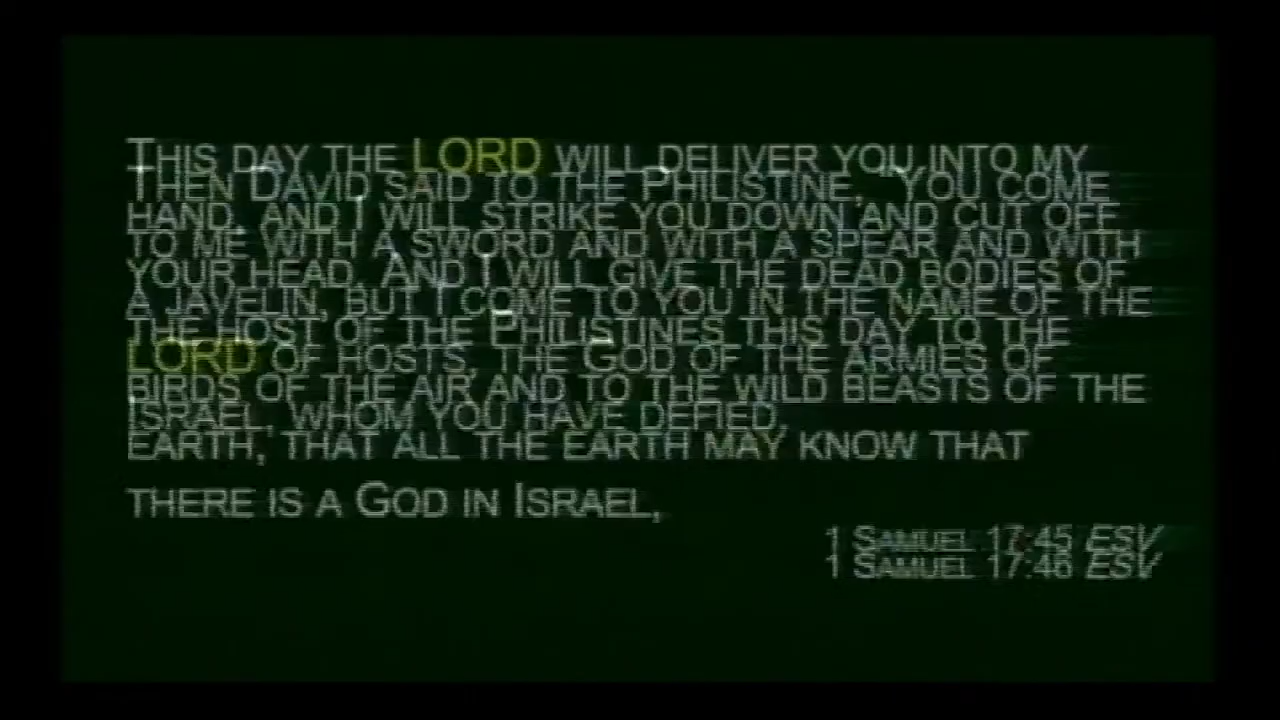 THIS DAY THE LORD WILL DELIVER YOU INTO MY
THEN DAVID SAID TO THE PHILISTINE, "YOU COME
HAND, AND I WILL STRIKE YOU DOWN AND CUT OFF
TO ME WITH A SWORD AND WITH A SPEAR AND WITH
YOUR HEAD. AND I WILL GIVE THE DEAD BODIES OF
A JAVELIN, BUT I COME TO YOU IN THE NAME OF THE
THE HOST OF THE PHILISTINES THIS DAY TO THE
LORD OF HOSTS, THE GOD OF THE ARMIES OF
BIRDS OF THE AIR AND TO THE WILD BEASTS OF THE
ISRAEL, WHOM YOU HAVE DEFIED.
EARTH, THAT ALL THE EARTH MAY KNOW THAT
THERE IS A GOD IN ISRAEL,
1 SAMUEL 17:45 ESV
1 SAMUEL 17:46 ESV